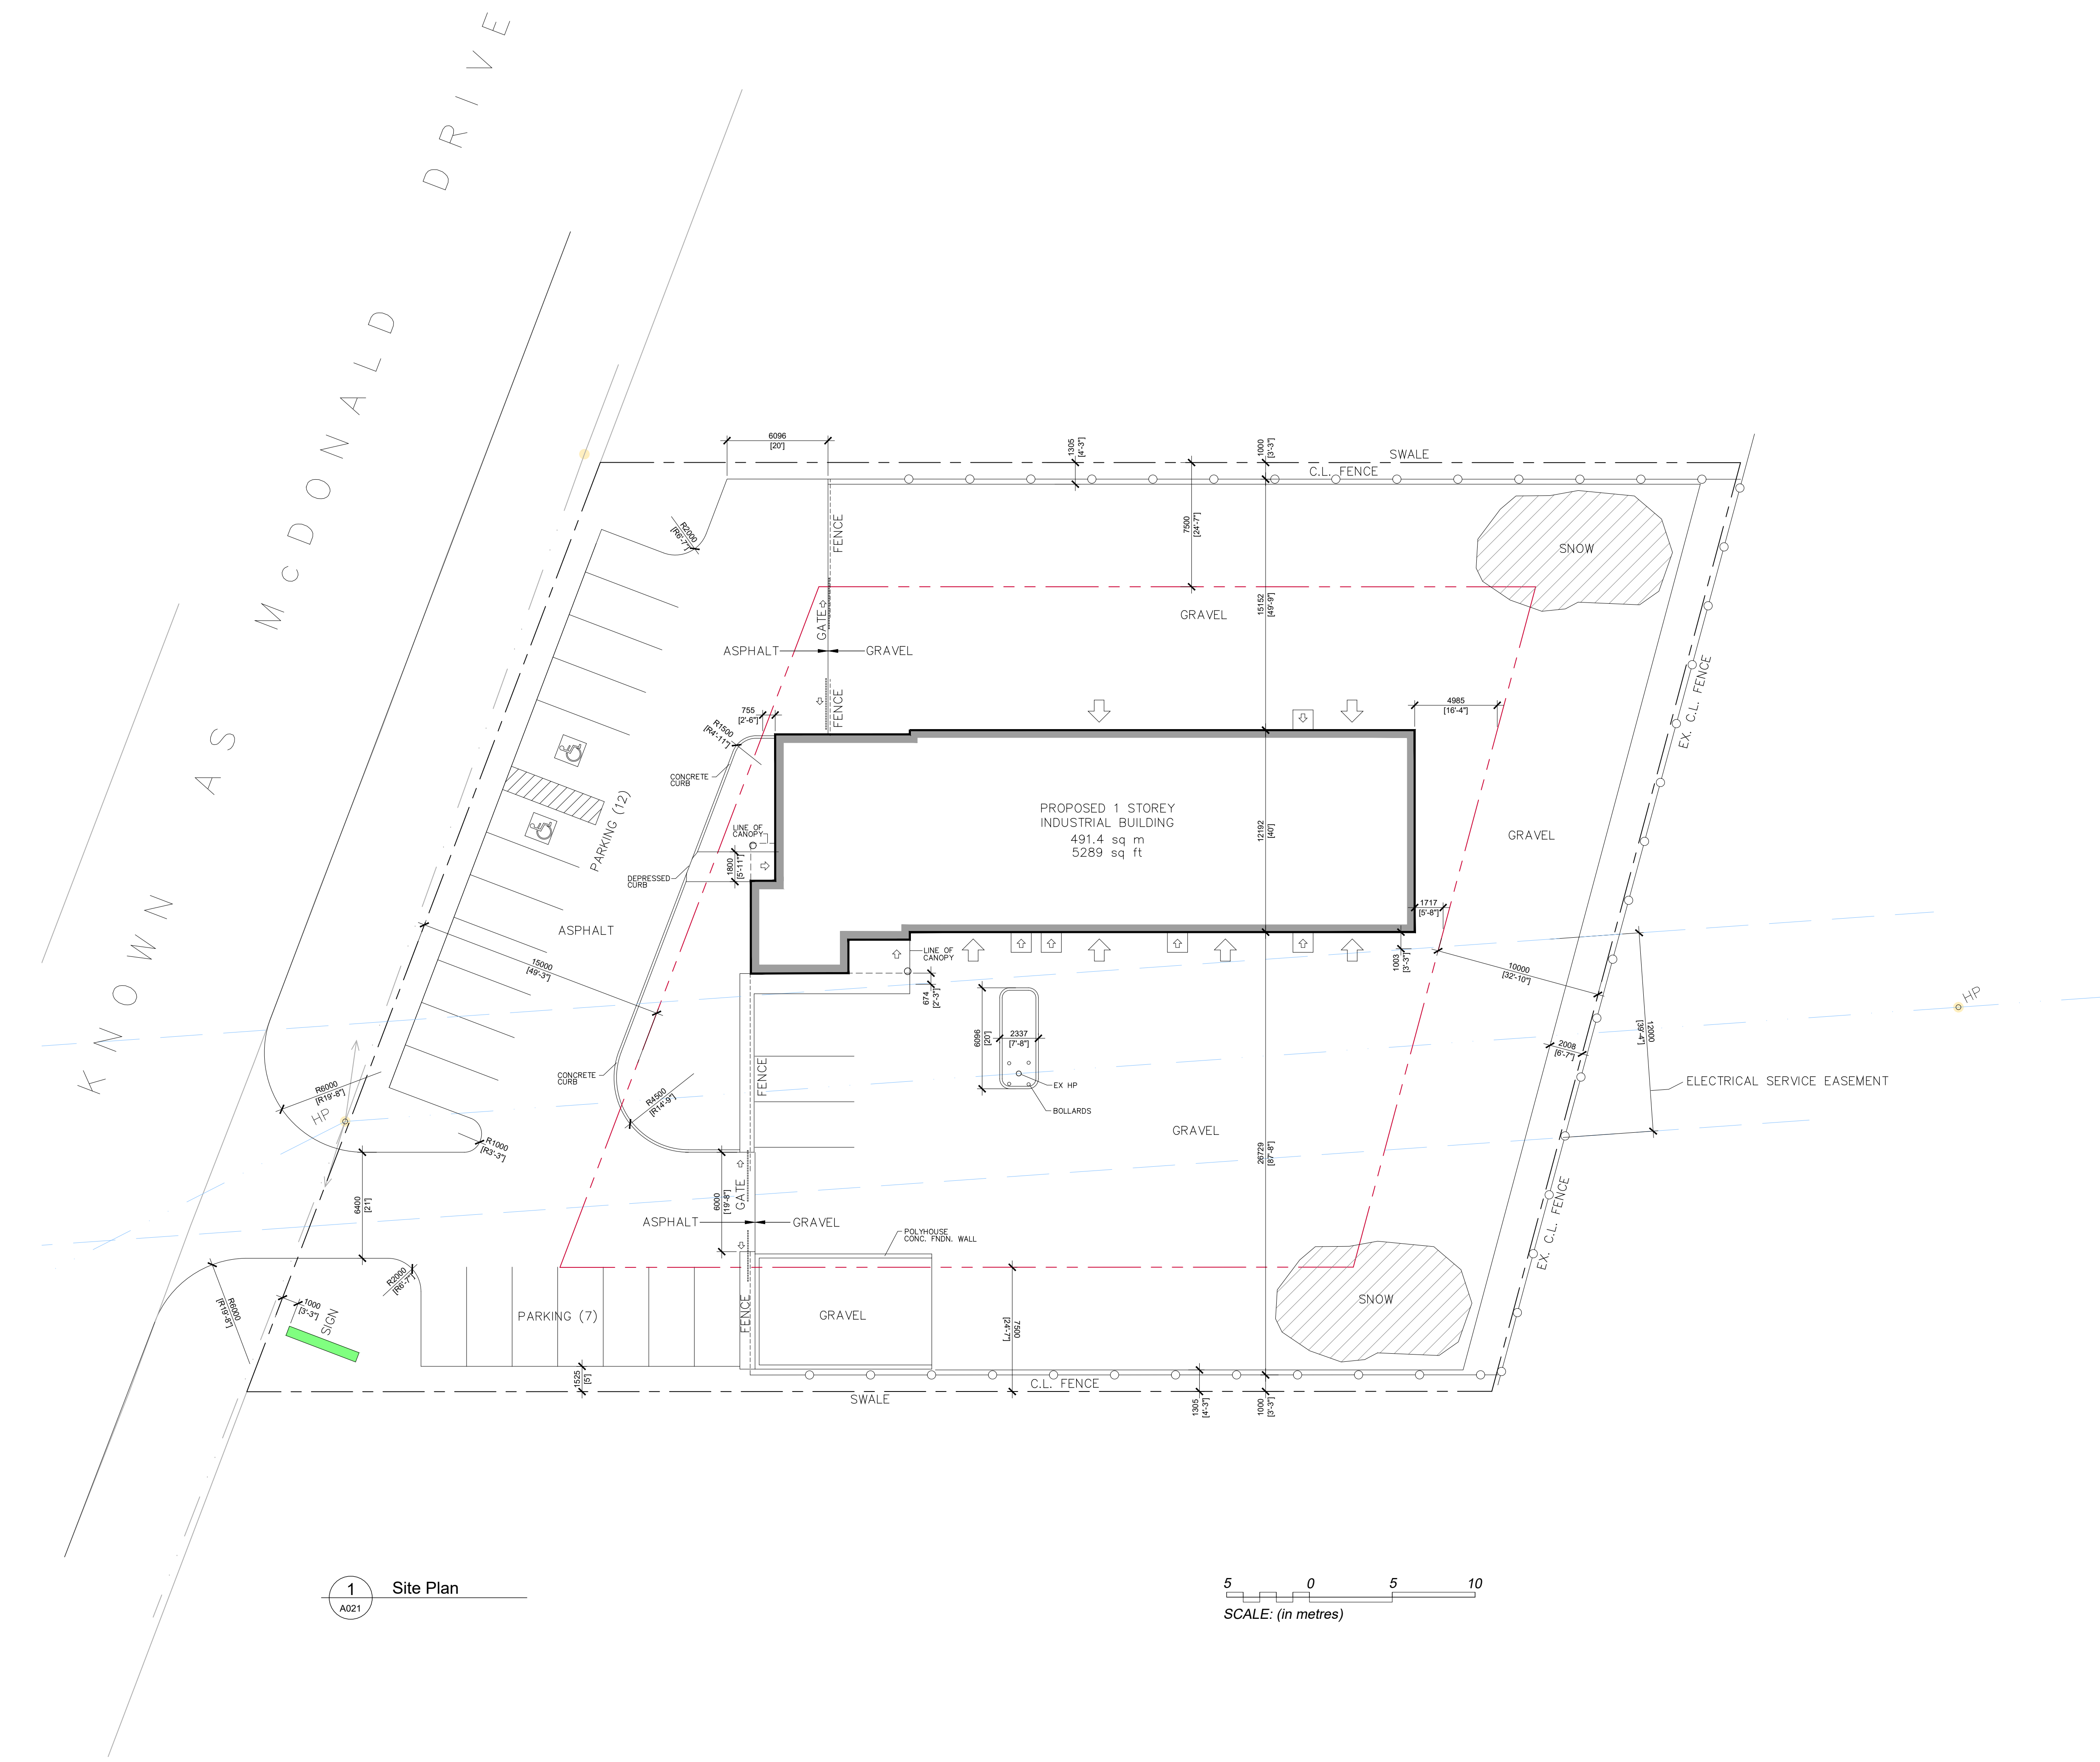 KNOWN AS McDONALD DRIVE
6096
[20']
1305
[4'-3"]
1000
[3'-3"]
SWALE
C.L. FENCE
R2000
[R6'-7"]
FENCE
7500
[24'-7"]
SNOW
15152
[49'-9"]
GRAVEL
GATE
ASPHALT
GRAVEL
FENCE
EX. C.L. FENCE
4985
[16'-4"]
755
[2'-6"]
R1500
[R4'-11"]
CONCRETE
CURB
PARKING (12)
LINE OF
CANOPY
PROPOSED 1 STOREY
INDUSTRIAL BUILDING
491.4 sq m
5289 sq ft
12192
[40']
GRAVEL
1800
[5'-11"]
DEPRESSED
CURB
1717
[5'-8"]
ASPHALT
LINE OF
CANOPY
15000
[49'-3"]
1003
[3'-3"]
10000
[32'-10"]
674
[2'-3"]
HP
6096
[20']
2337
[7'-8"]
12000
[39'-4"]
2008
[6'-7"]
CONCRETE
CURB
FENCE
EX HP
ELECTRICAL SERVICE EASEMENT
R6000
[R19'-8"]
HP
R4500
[R14'-9"]
BOLLARDS
GRAVEL
R1000
[R3'-3"]
26729
[87'-8"]
6400
[21']
6000
[19'-8"]
GATE
EX. C.L. FENCE
ASPHALT
GRAVEL
POLYHOUSE
CONC. FNDN. WALL
R2000
[R6'-7"]
R6000
[R19'-8"]
1000
[3'-3"]
SIGN
PARKING (7)
FENCE
GRAVEL
7500
[24'-7"]
SNOW
1525
[5']
C.L. FENCE
SWALE
1305
[4'-3"]
1000
[3'-3"]
1
A021
Site Plan
5 0 5 10
SCALE: (in metres)